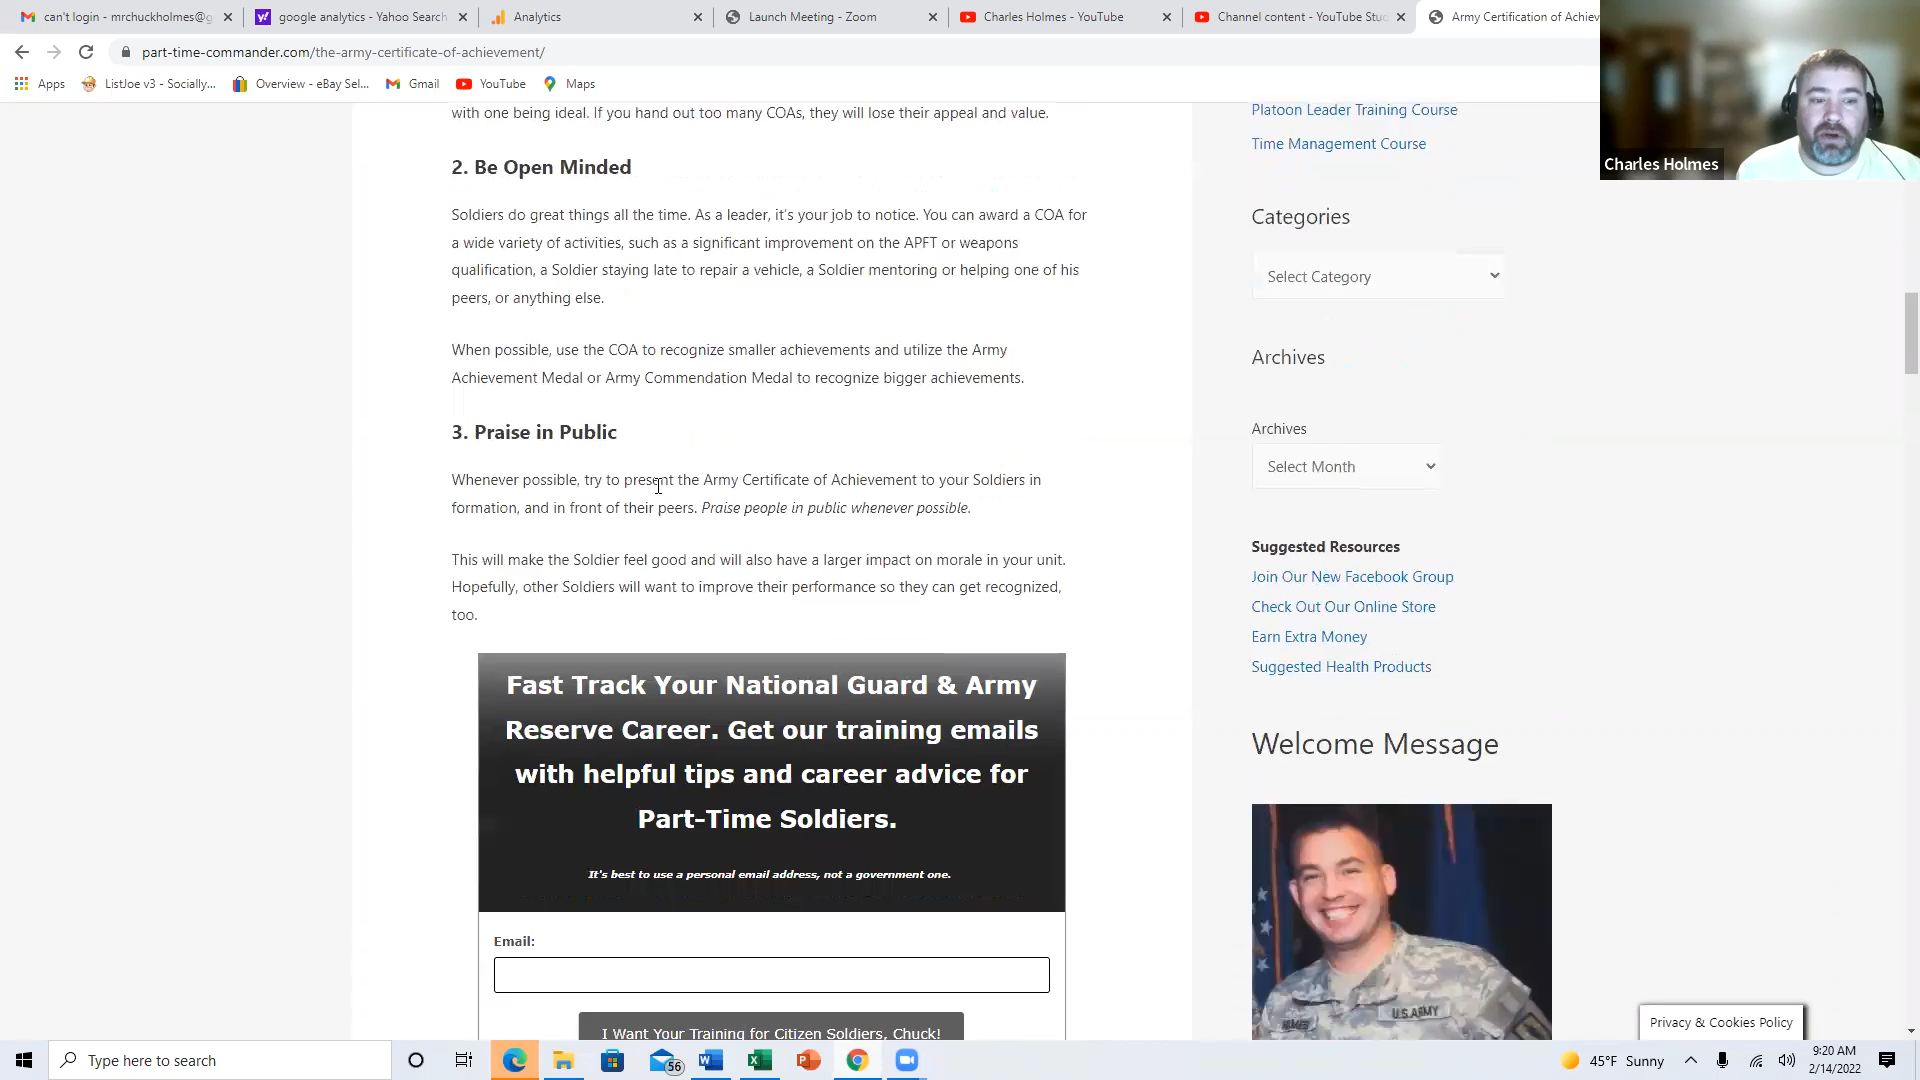 can't login - mrchuckholmes@g
google analytics - Yahoo Search
Analytics
Launch Meeting - Zoom
Charles Holmes - YouTube
Channel content - YouTube Stu
Army Certification of Achiev
part-time-commander.com/the-army-certificate-of-achievement/
Apps
ListJoe v3 - Socially...
Overview - eBay Sel...
Gmail
YouTube
Maps
Charles Holmes
with one being ideal. If you hand out too many COAs, they will lose their appeal and value.
2. Be Open Minded
Soldiers do great things all the time. As a leader, it's your job to notice. You can award a COA for
a wide variety of activities, such as a significant improvement on the APFT or weapons
qualification, a Soldier staying late to repair a vehicle, a Soldier mentoring or helping one of his
peers, or anything else.
When possible, use the COA to recognize smaller achievements and utilize the Army
Achievement Medal or Army Commendation Medal to recognize bigger achievements.
3. Praise in Public
Whenever possible, try to present the Army Certificate of Achievement to your Soldiers in
formation, and in front of their peers. Praise people in public whenever possible.
This will make the Soldier feel good and will also have a larger impact on morale in your unit.
Hopefully, other Soldiers will want to improve their performance so they can get recognized,
too.
Fast Track Your National Guard & Army
Reserve Career. Get our training emails
with helpful tips and career advice for
Part-Time Soldiers.
It's best to use a personal email address, not a government one.
Email:
I Want Your Training for Citizen Soldiers, Chuck!
Platoon Leader Training Course
Time Management Course
Categories
Select Category
Archives
Archives
Select Month
Suggested Resources
Join Our New Facebook Group
Check Out Our Online Store
Earn Extra Money
Suggested Health Products
Welcome Message
U.S. ARMY
Privacy & Cookies Policy
Type here to search
56
45°F Sunny
9:20 AM
2/14/2022